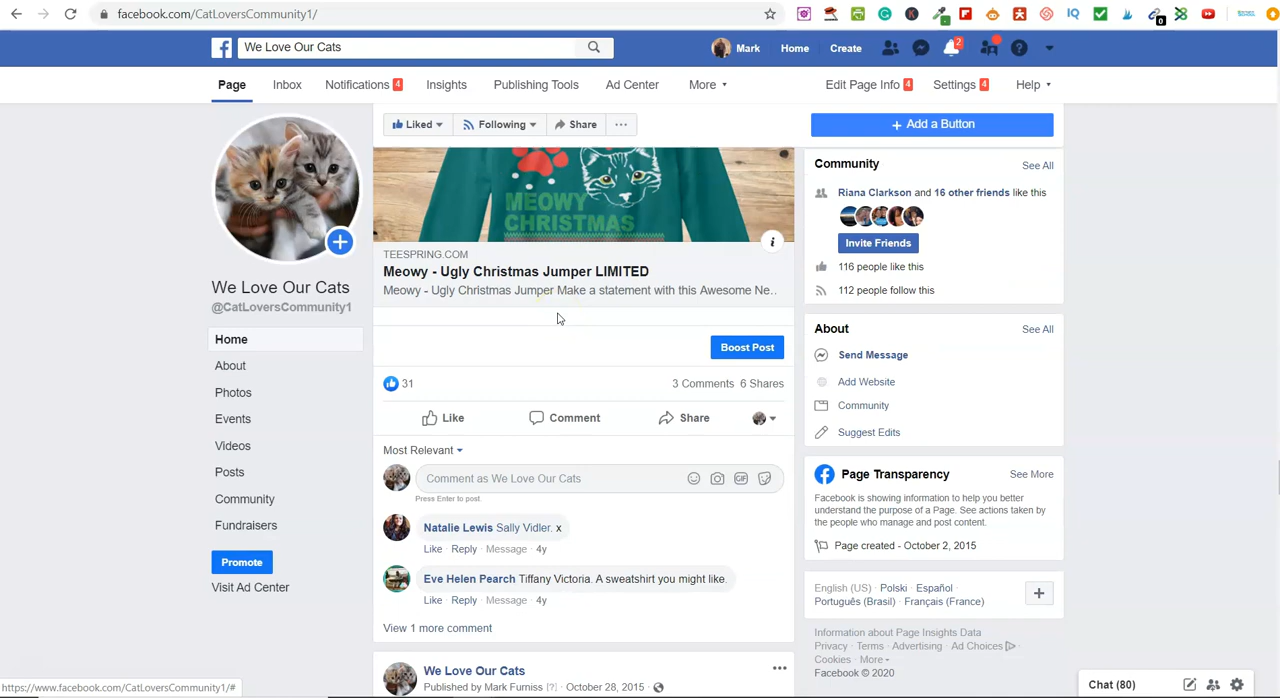 facebook.com/CatLoversCommunity1/
We Love Our Cats
Mark
Home
Create
2
?
Page
Inbox
Notifications 4
Insights
Publishing Tools
Ad Center
More
Edit Page Info 4
Settings 4
Help
Liked
Following
Share
+ Add a Button
MEOWY
CHRISTMAS
TEESPRING.COM
Meowy - Ugly Christmas Jumper LIMITED
Meowy - Ugly Christmas Jumper Make a statement with this Awesome Ne...
Boost Post
31
3 Comments 6 Shares
Like
Comment
Share
Most Relevant
Comment as We Love Our Cats
GIF
Press Enter to post.
Natalie Lewis Sally Vidler. x
Like · Reply · Message · 4y
Eve Helen Pearch Tiffany Victoria. A sweatshirt you might like.
Like · Reply · Message · 4y
View 1 more comment
We Love Our Cats
Published by Mark Furniss [?] · October 28, 2015 ·
We Love Our Cats
@CatLoversCommunity1
Home
About
Photos
Events
Videos
Posts
Community
Fundraisers
Promote
Visit Ad Center
Community
See All
Riana Clarkson and 16 other friends like this
Invite Friends
116 people like this
112 people follow this
About
See All
Send Message
Add Website
Community
Suggest Edits
Page Transparency
See More
Facebook is showing information to help you better
understand the purpose of a Page. See actions taken by
the people who manage and post content.
Page created - October 2, 2015
English (US) · Polski · Español ·
Português (Brasil) · Français (France)
Information about Page Insights Data
Privacy · Terms · Advertising · Ad Choices ·
Cookies · More
Facebook © 2020
Chat (80)
https://www.facebook.com/CatLoversCommunity1/#